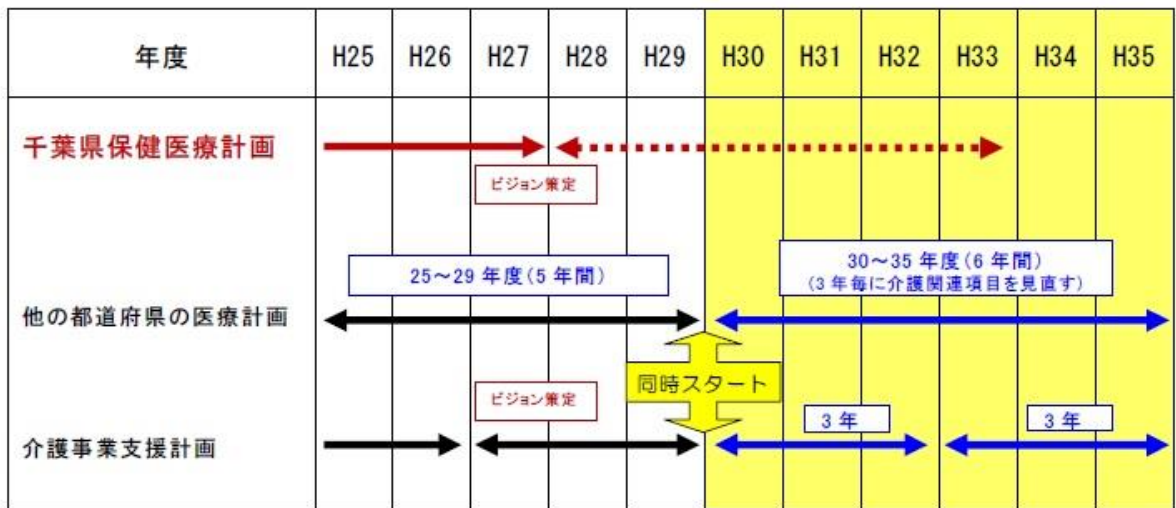 年度 H25 H26 H27 H28 H29 H30 H31 H32 H33 H34 H35
千葉県保健医療計画
ビジョン策定
25～29 年度(5 年間)
30～35 年度(6 年間)
(3 年毎に介護関連項目を見直す)
他の都道府県の医療計画
同時スタート
ビジョン策定
3 年
3 年
介護事業支援計画